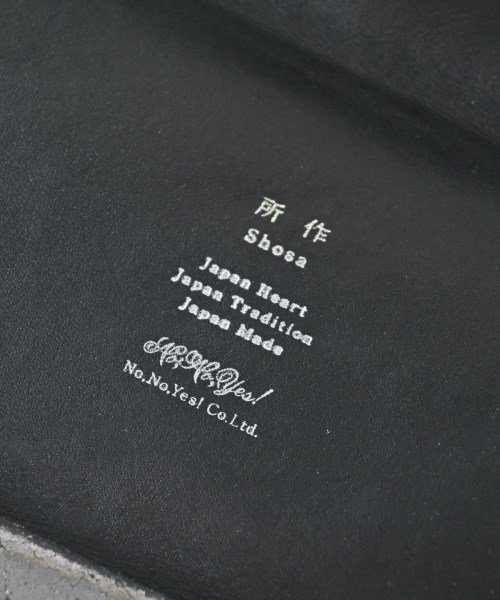 所作
Shosa
Japan Heart
Japan Tradition
Japan Made
No,No,Yes!
No,No,Yes! Co.Ltd.